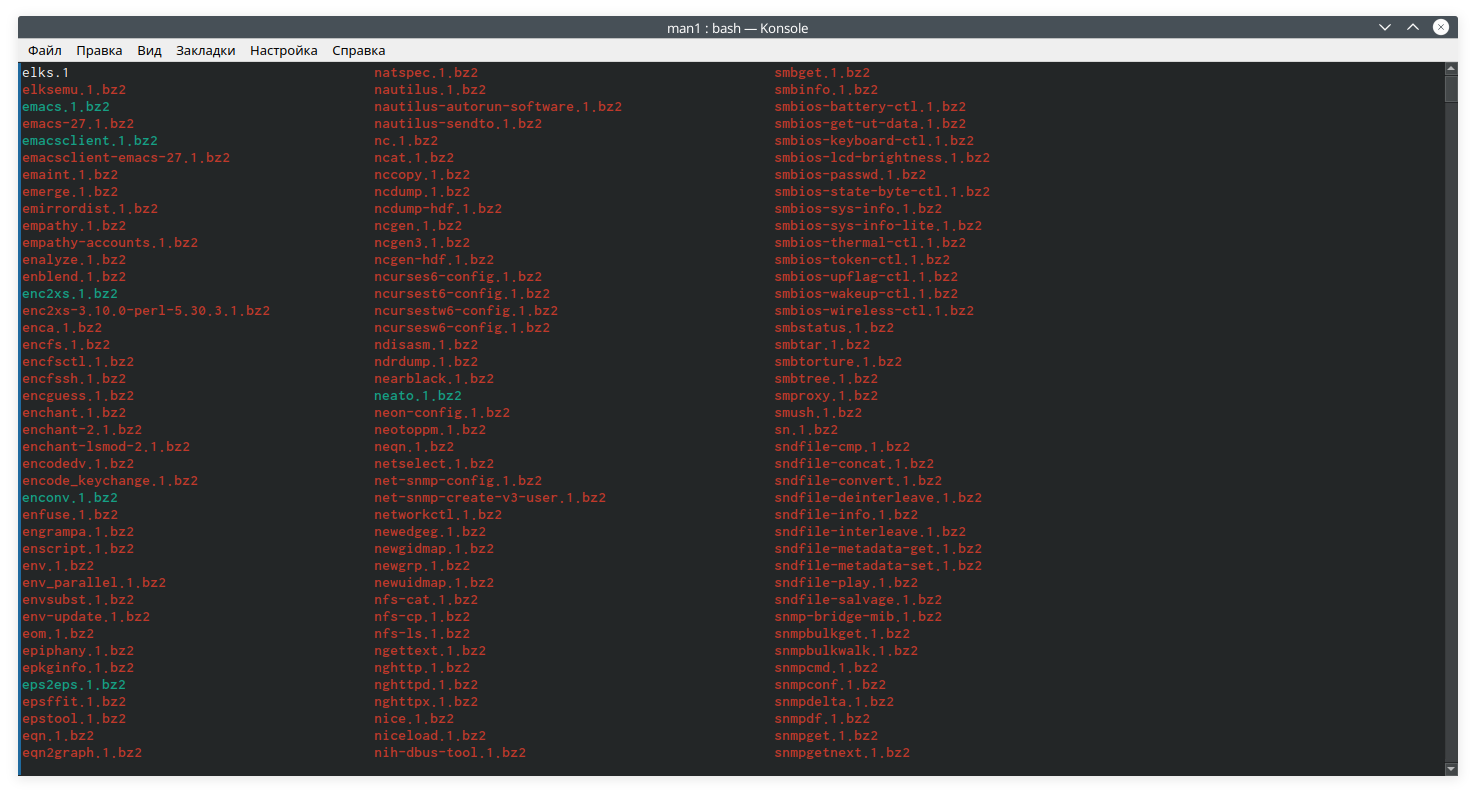 man1 : bash — Konsole
Файл Правка Вид Закладки Настройка Справка
elks.1 natspec.1.bz2 smbget.1.bz2
elksemu.1.bz2 nautilus.1.bz2 smbinfo.1.bz2
emacs.1.bz2 nautilus-autorun-software.1.bz2 smbios-battery-ctl.1.bz2
emacs-27.1.bz2 nautilus-sendto.1.bz2 smbios-get-ut-data.1.bz2
emacsclient.1.bz2 nc.1.bz2 smbios-keyboard-ctl.1.bz2
emacsclient-emacs-27.1.bz2 ncat.1.bz2 smbios-lcd-brightness.1.bz2
emaint.1.bz2 nccopy.1.bz2 smbios-passwd.1.bz2
emerge.1.bz2 ncdump.1.bz2 smbios-state-byte-ctl.1.bz2
emirrordist.1.bz2 ncdump-hdf.1.bz2 smbios-sys-info.1.bz2
empathy.1.bz2 ncgen.1.bz2 smbios-sys-info-lite.1.bz2
empathy-accounts.1.bz2 ncgen3.1.bz2 smbios-thermal-ctl.1.bz2
enalyze.1.bz2 ncgen-hdf.1.bz2 smbios-token-ctl.1.bz2
enblend.1.bz2 ncurses6-config.1.bz2 smbios-upflag-ctl.1.bz2
enc2xs.1.bz2 ncursest6-config.1.bz2 smbios-wakeup-ctl.1.bz2
enc2xs-3.10.0-perl-5.30.3.1.bz2 ncursestw6-config.1.bz2 smbios-wireless-ctl.1.bz2
enca.1.bz2 ncursesw6-config.1.bz2 smbstatus.1.bz2
encfs.1.bz2 ndisasm.1.bz2 smbtar.1.bz2
encfsctl.1.bz2 ndrdump.1.bz2 smbtorture.1.bz2
encfssh.1.bz2 nearblack.1.bz2 smbtree.1.bz2
encguess.1.bz2 neato.1.bz2 smproxy.1.bz2
enchant.1.bz2 neon-config.1.bz2 smush.1.bz2
enchant-2.1.bz2 neotoppm.1.bz2 sn.1.bz2
enchant-lsmod-2.1.bz2 neqn.1.bz2 sndfile-cmp.1.bz2
encodedv.1.bz2 netselect.1.bz2 sndfile-concat.1.bz2
encode_keychange.1.bz2 net-snmp-config.1.bz2 sndfile-convert.1.bz2
enconv.1.bz2 net-snmp-create-v3-user.1.bz2 sndfile-deinterleave.1.bz2
enfuse.1.bz2 networkctl.1.bz2 sndfile-info.1.bz2
engrampa.1.bz2 newedgeg.1.bz2 sndfile-interleave.1.bz2
enscript.1.bz2 newgidmap.1.bz2 sndfile-metadata-get.1.bz2
env.1.bz2 newgrp.1.bz2 sndfile-metadata-set.1.bz2
env_parallel.1.bz2 newuidmap.1.bz2 sndfile-play.1.bz2
envsubst.1.bz2 nfs-cat.1.bz2 sndfile-salvage.1.bz2
env-update.1.bz2 nfs-cp.1.bz2 snmp-bridge-mib.1.bz2
eom.1.bz2 nfs-ls.1.bz2 snmpbulkget.1.bz2
epiphany.1.bz2 ngettext.1.bz2 snmpbulkwalk.1.bz2
epkginfo.1.bz2 nghttp.1.bz2 snmpcmd.1.bz2
eps2eps.1.bz2 nghttpd.1.bz2 snmpconf.1.bz2
epsffit.1.bz2 nghttpx.1.bz2 snmpdelta.1.bz2
epstool.1.bz2 nice.1.bz2 snmpdf.1.bz2
eqn.1.bz2 niceload.1.bz2 snmpget.1.bz2
eqn2graph.1.bz2 nih-dbus-tool.1.bz2 snmpgetnext.1.bz2